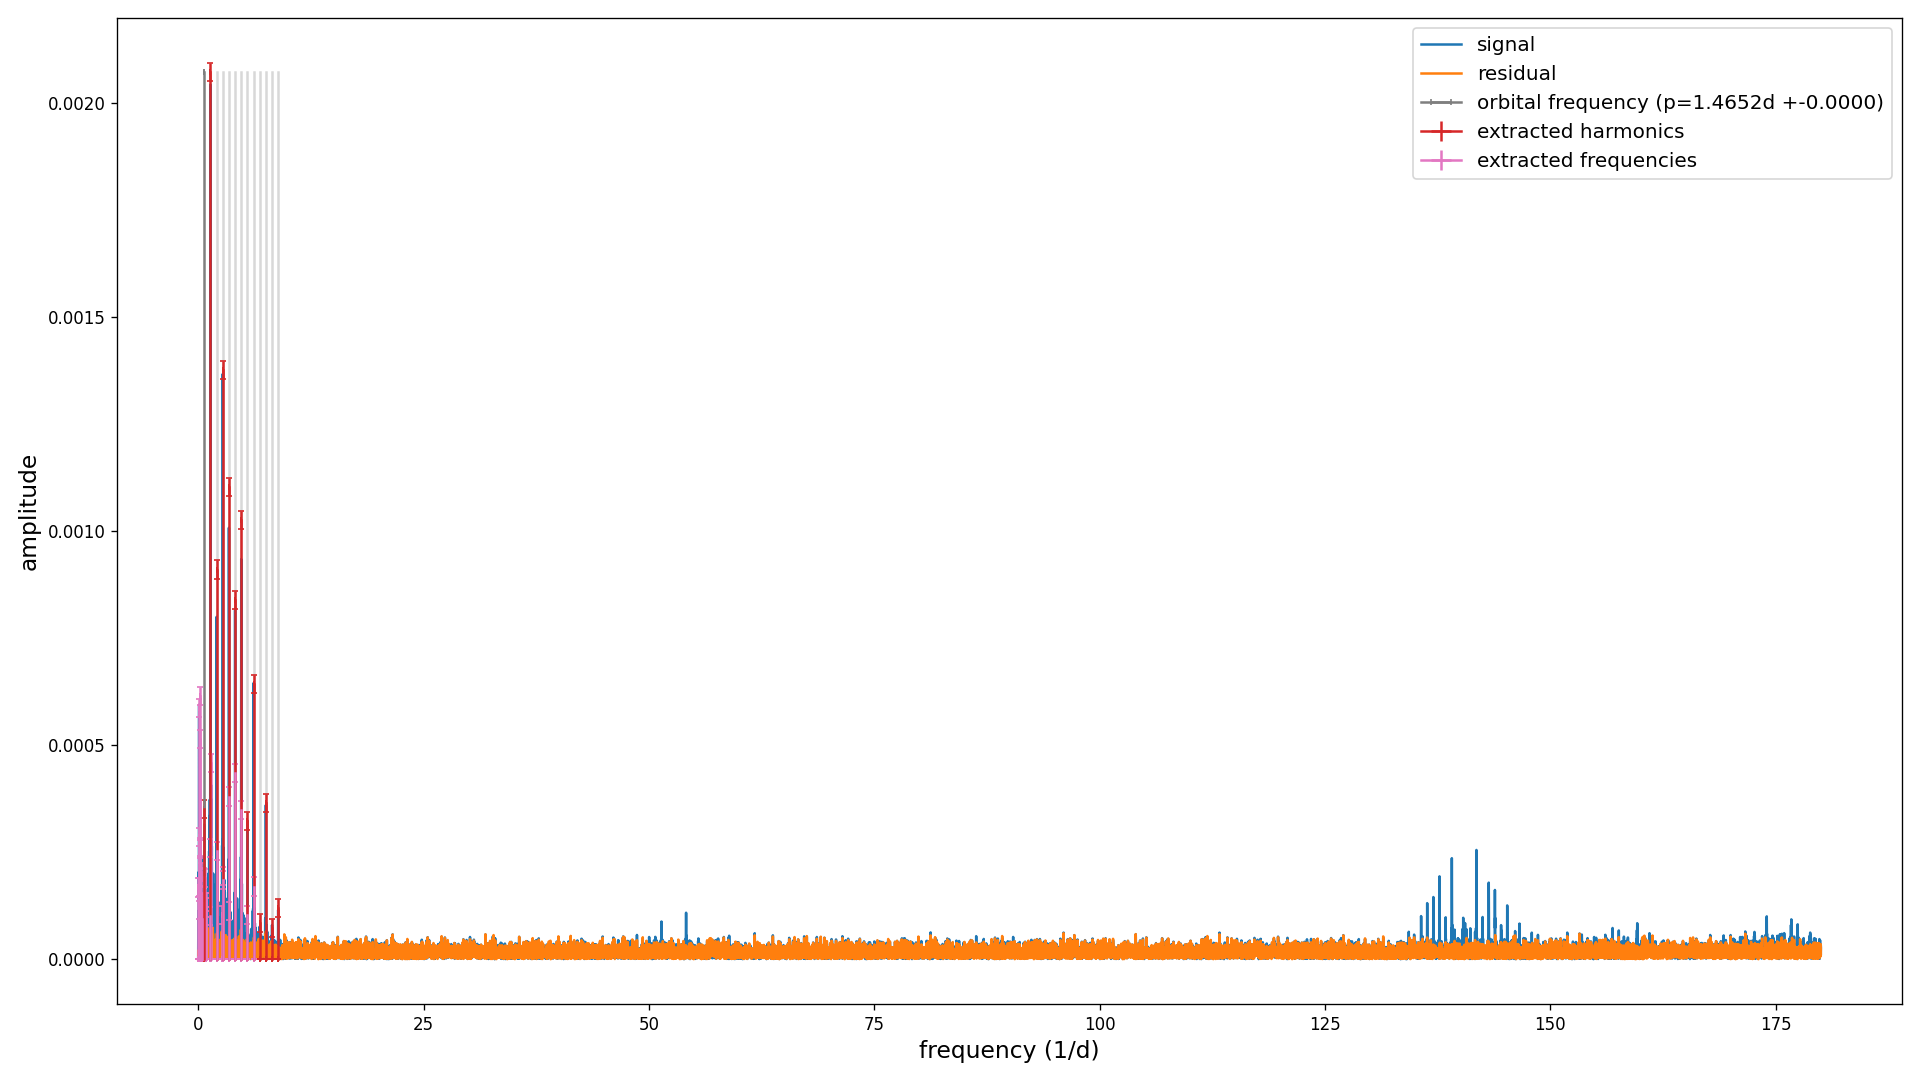 signal
residual
orbital frequency (p=1.4652d +-0.0000)
extracted harmonics
extracted frequencies
0.0020
0.0015
0.0010
0.0005
0.0000
amplitude
0 25 50 75 100 125 150 175
frequency (1/d)